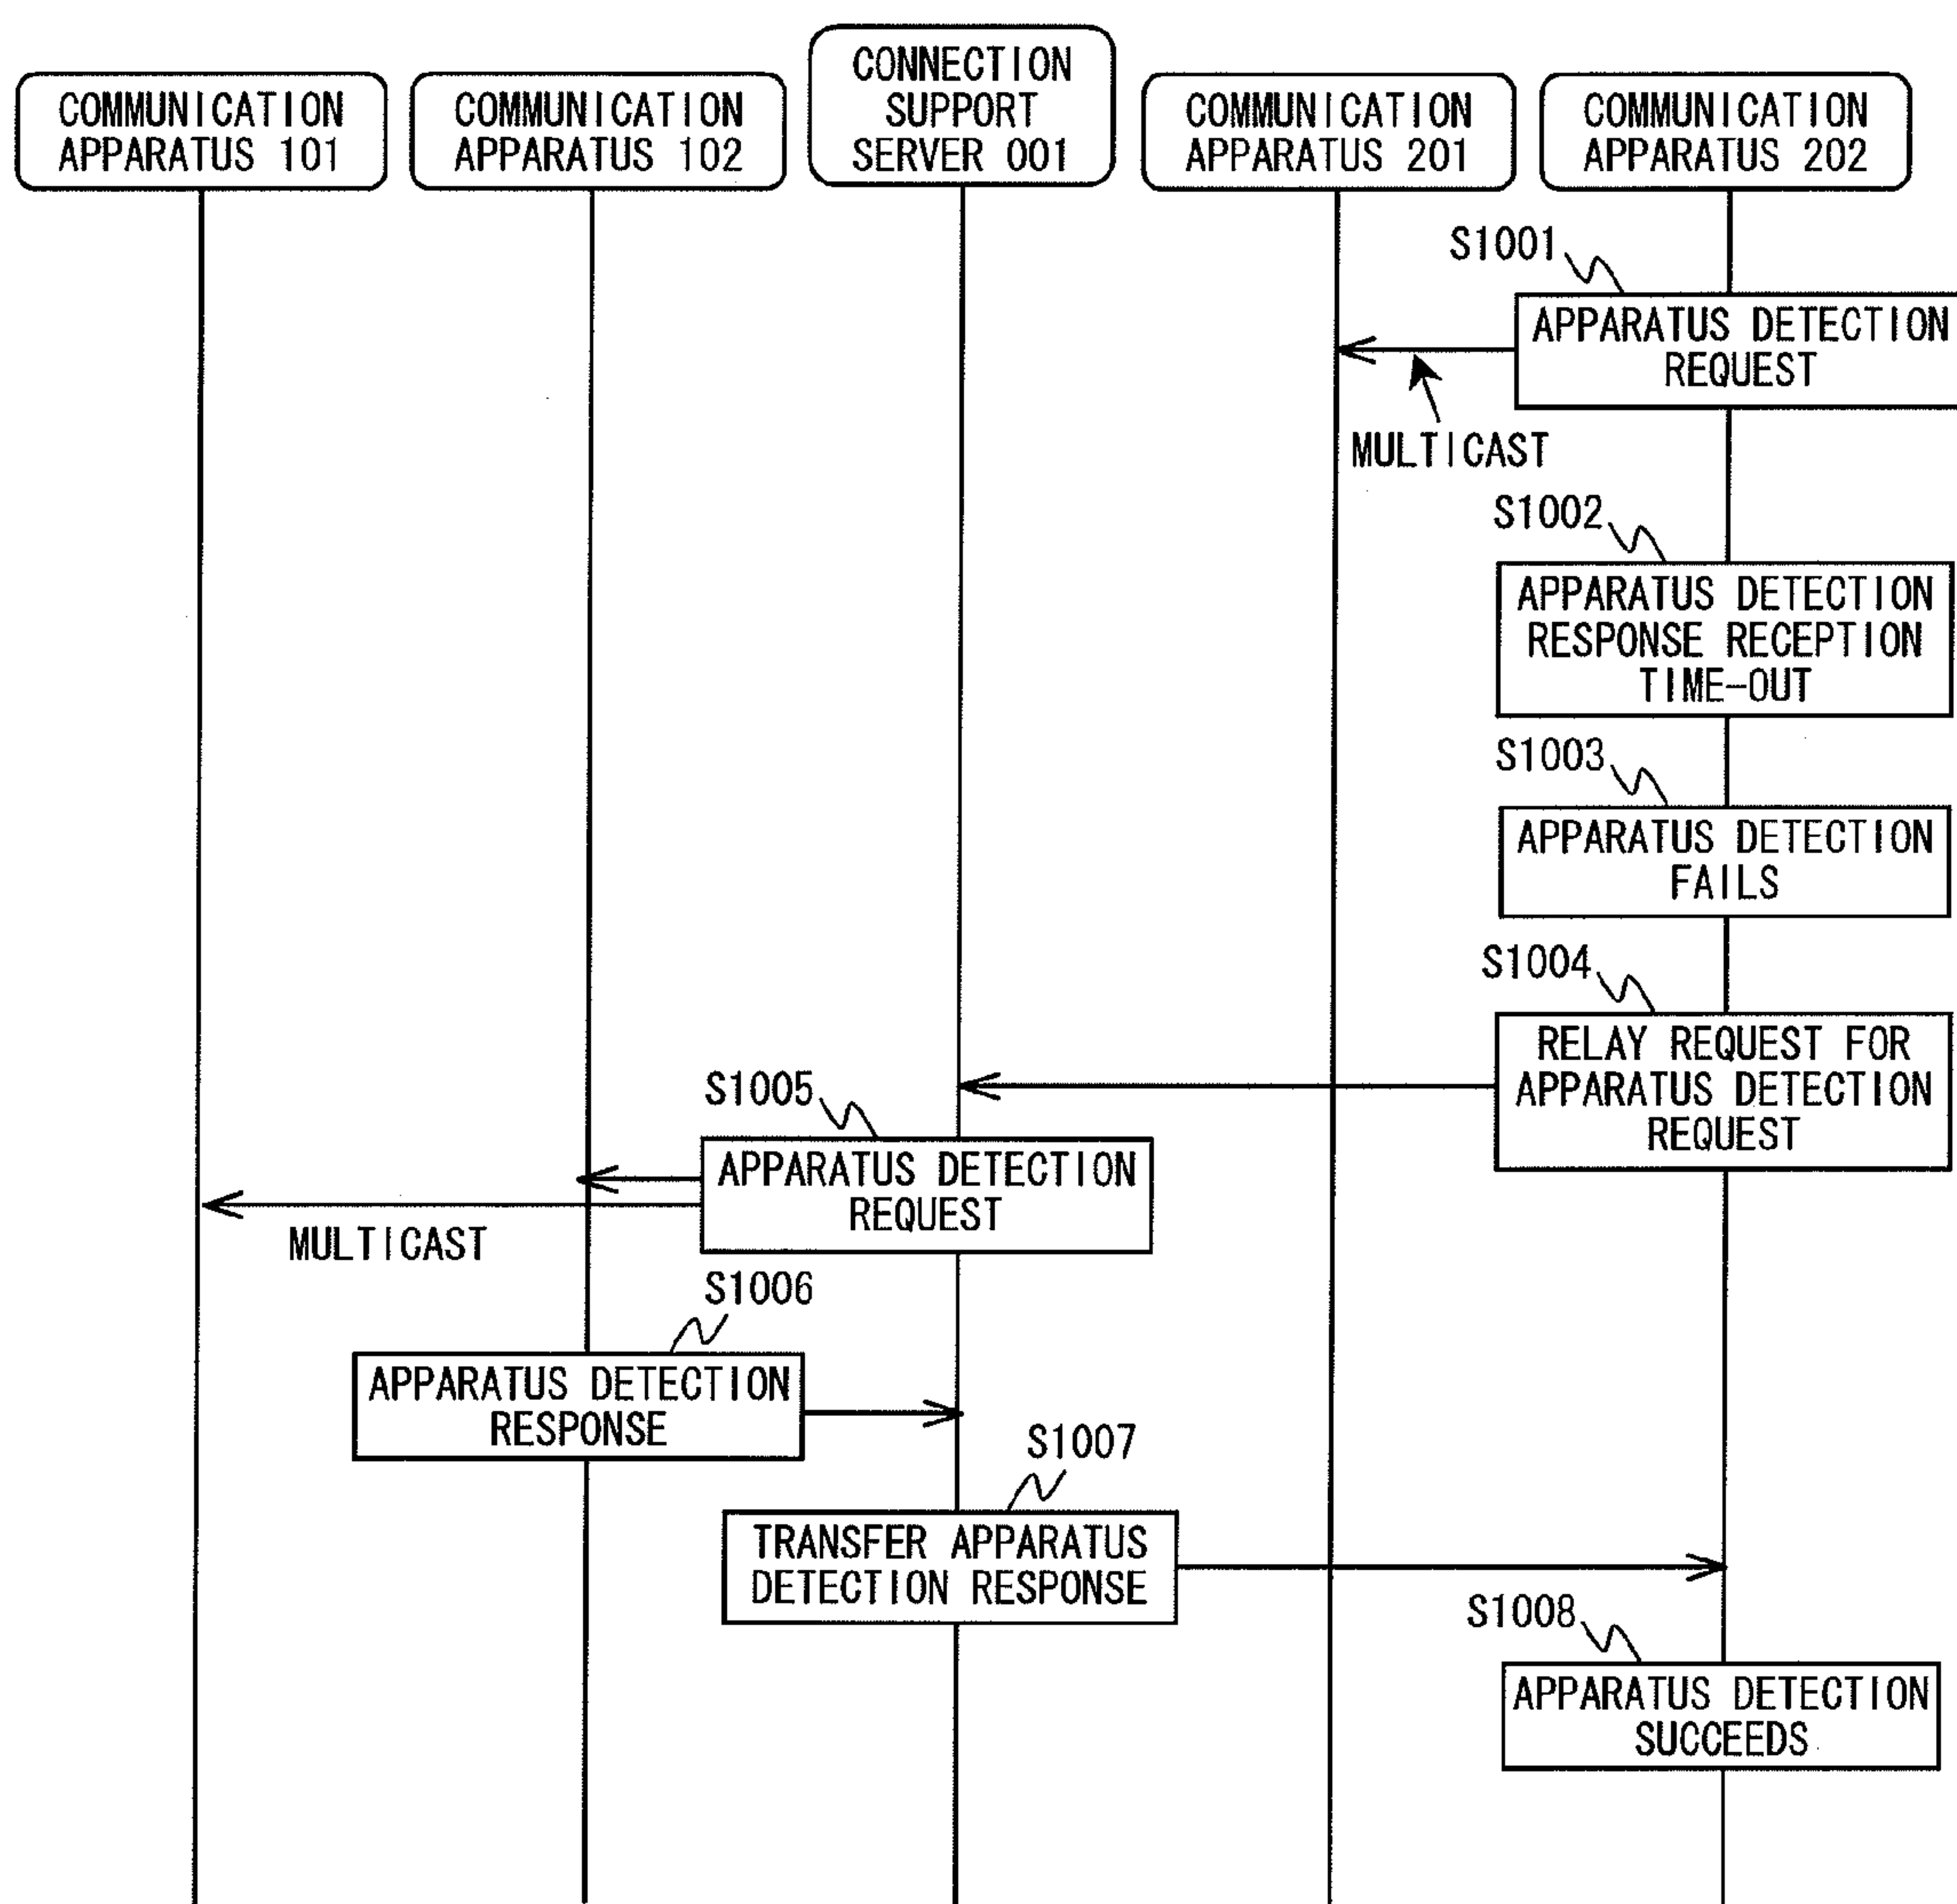 COMMUNICATION
APPARATUS 101
COMMUNICATION
APPARATUS 102
CONNECTION
SUPPORT
SERVER 001
COMMUNICATION
APPARATUS 201
COMMUNICATION
APPARATUS 202
S1001
APPARATUS DETECTION
REQUEST
MULTICAST
S1002
APPARATUS DETECTION
RESPONSE RECEPTION
TIME-OUT
S1003
APPARATUS DETECTION
FAILS
S1004
RELAY REQUEST FOR
APPARATUS DETECTION
REQUEST
S1005
APPARATUS DETECTION
REQUEST
MULTICAST
S1006
APPARATUS DETECTION
RESPONSE
S1007
TRANSFER APPARATUS
DETECTION RESPONSE
S1008
APPARATUS DETECTION
SUCCEEDS